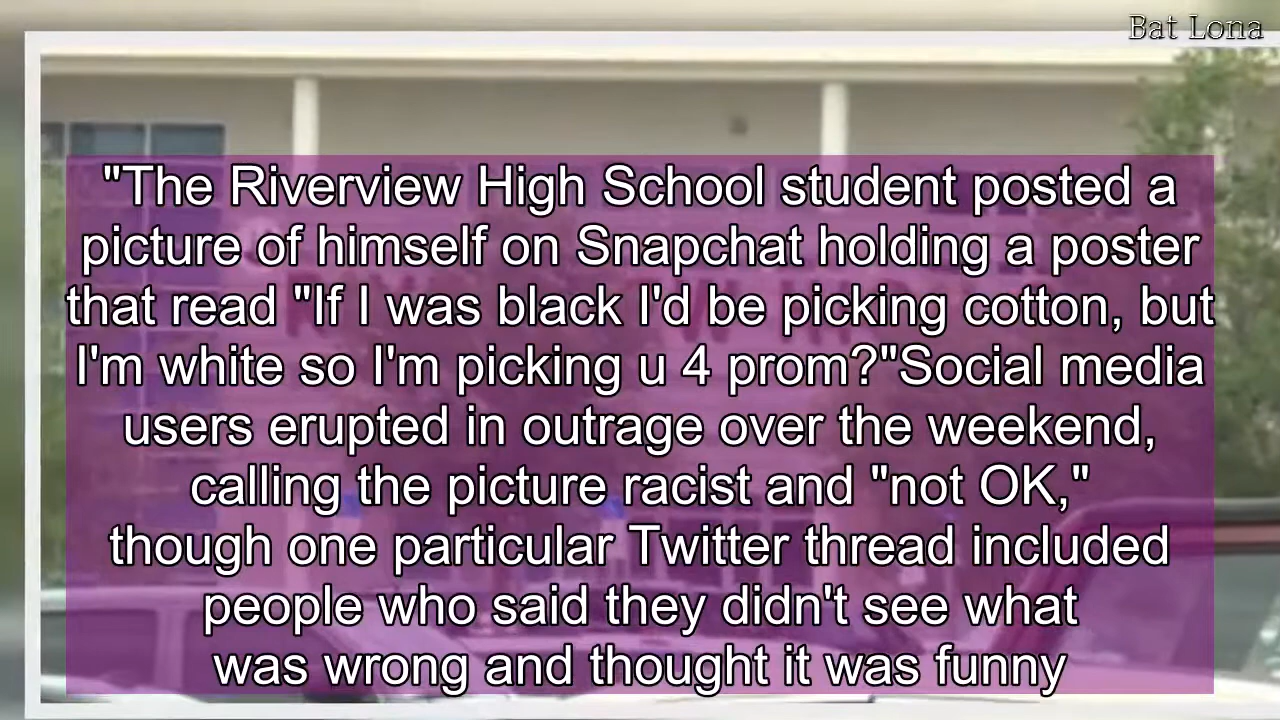 Bat Lona
"The Riverview High School student posted a
picture of himself on Snapchat holding a poster
that read "If I was black I'd be picking cotton, but
I'm white so I'm picking u 4 prom?"Social media
users erupted in outrage over the weekend,
calling the picture racist and "not OK,"
though one particular Twitter thread included
people who said they didn't see what
was wrong and thought it was funny